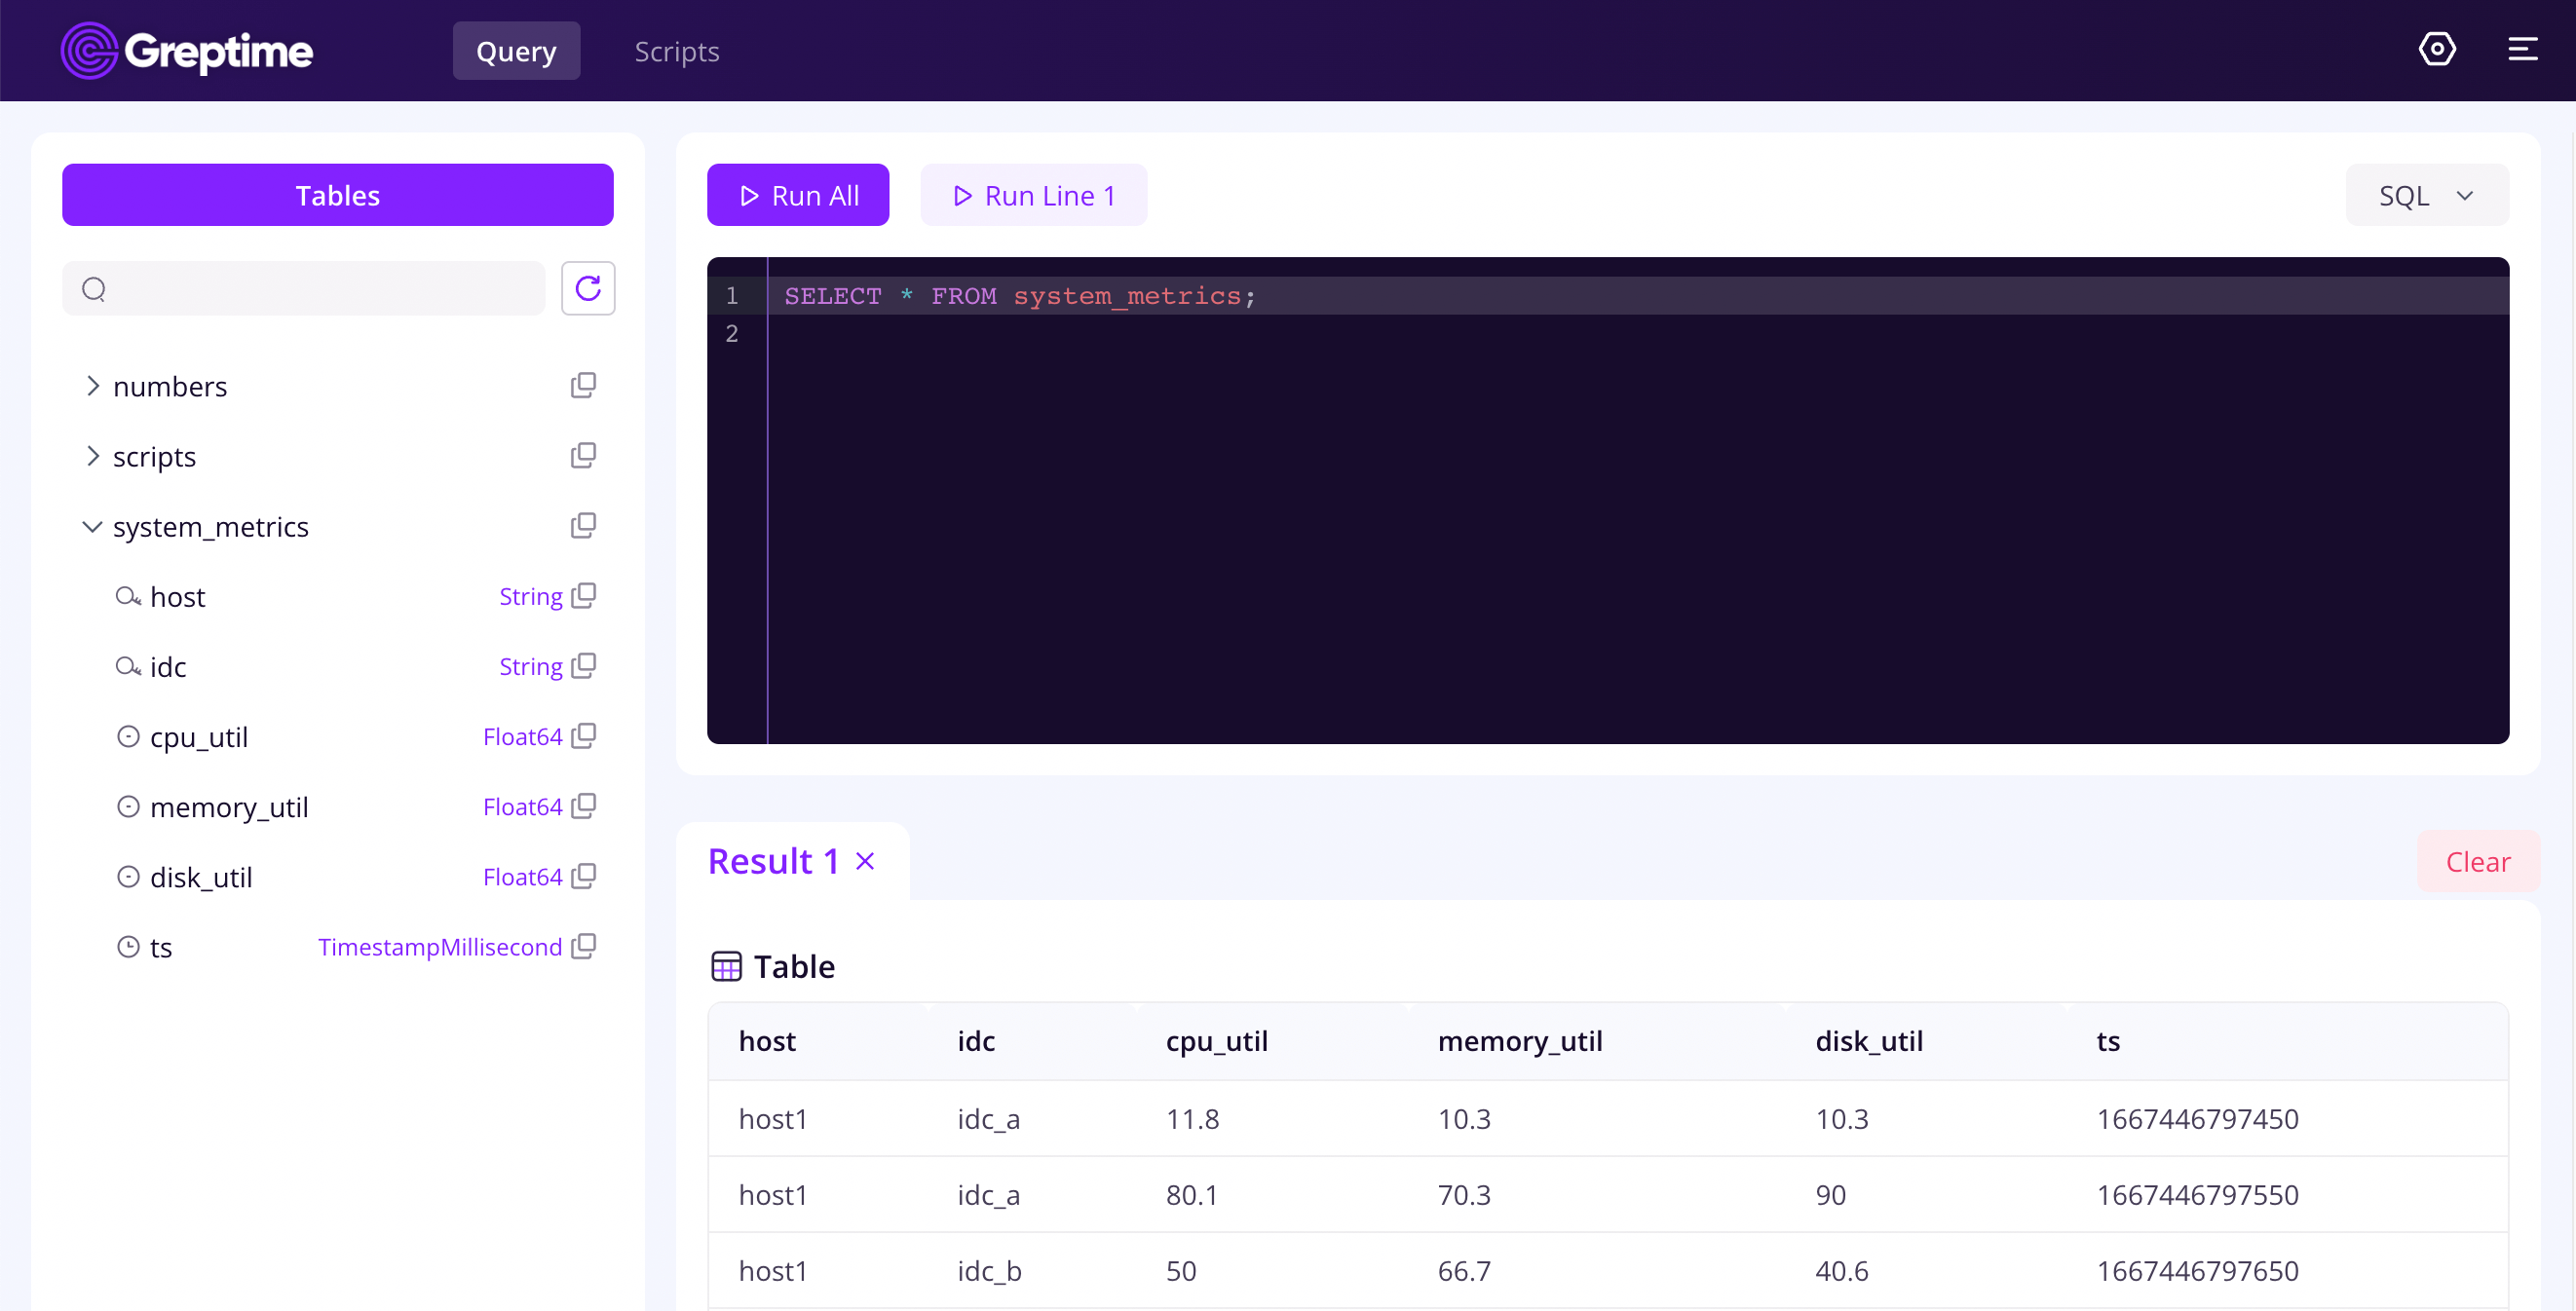 Greptime
Query
Scripts
Tables
numbers
scripts
system_metrics
host String
idc String
cpu_util Float64
memory_util Float64
disk_util Float64
ts TimestampMillisecond
Run All
Run Line 1
SQL
1 SELECT * FROM system_metrics;
2
Result 1
Clear
Table
host idc cpu_util memory_util disk_util ts
host1 idc_a 11.8 10.3 10.3 1667446797450
host1 idc_a 80.1 70.3 90 1667446797550
host1 idc_b 50 66.7 40.6 1667446797650